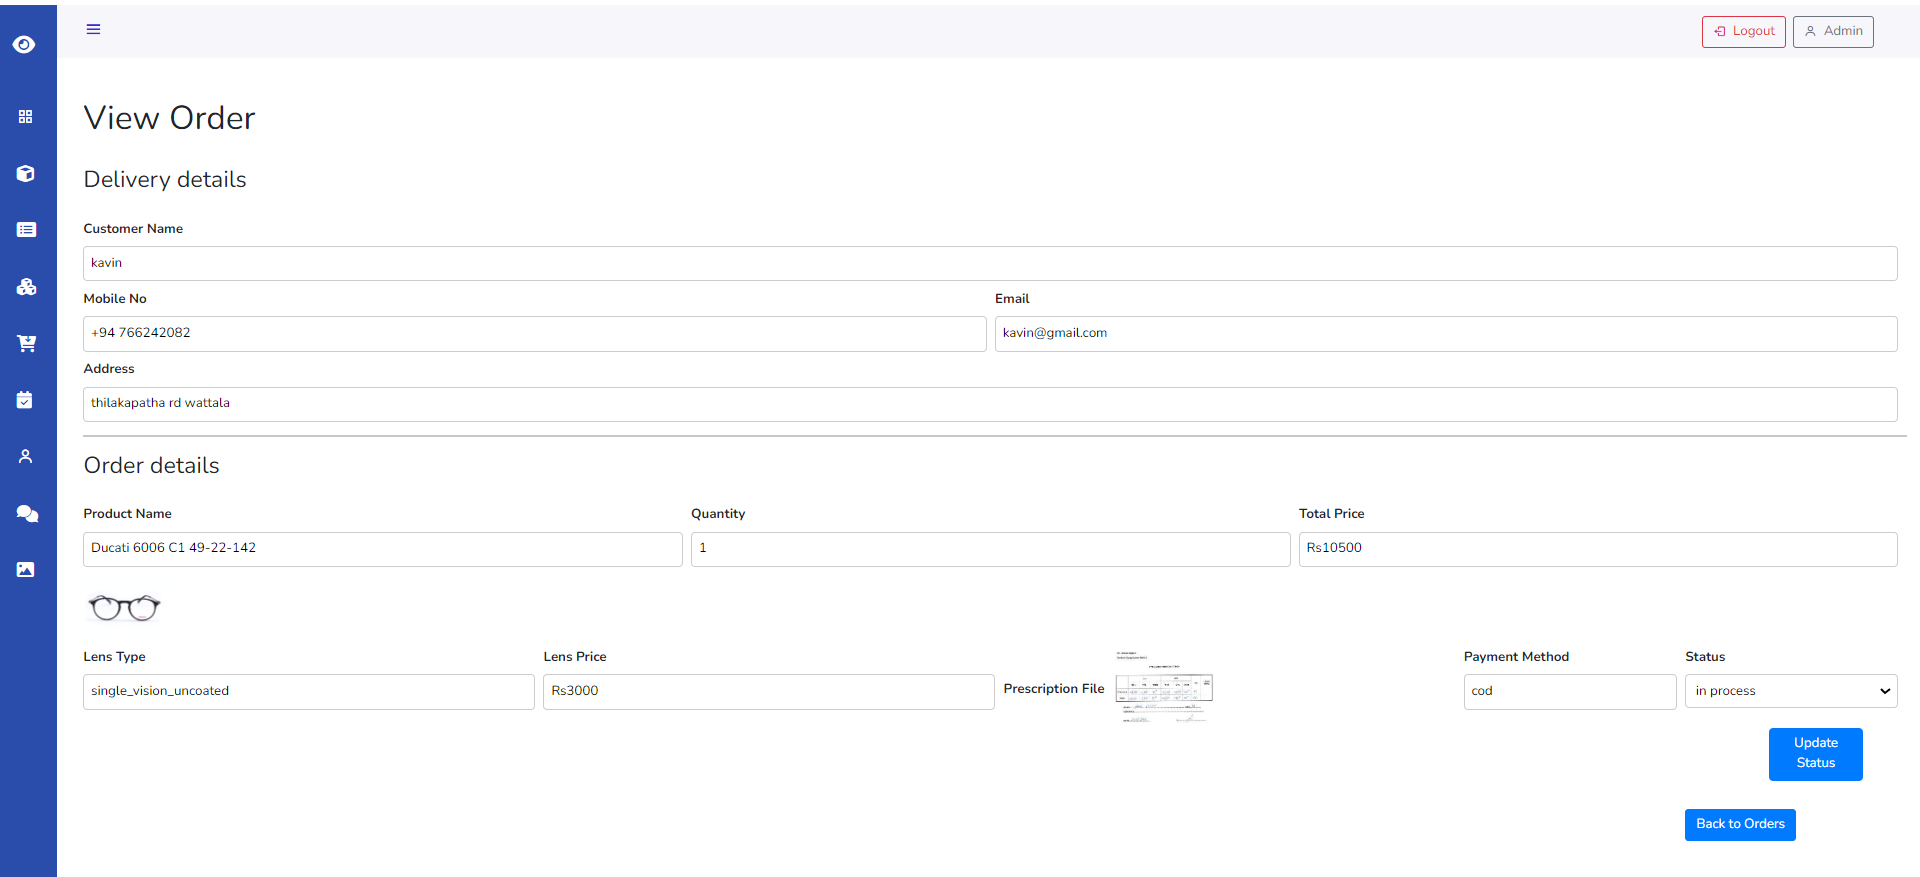 Logout
Admin
View Order
Delivery details
Customer Name
kavin
Mobile No
Email
+94 766242082
kavin@gmail.com
Address
thilakapatha rd wattala
Order details
Product Name
Quantity
Total Price
Ducati 6006 C1 49-22-142
1
Rs10500
Lens Type
Lens Price
Prescription File
Payment Method
Status
single_vision_uncoated
Rs3000
cod
in process
Update
Status
Back to Orders